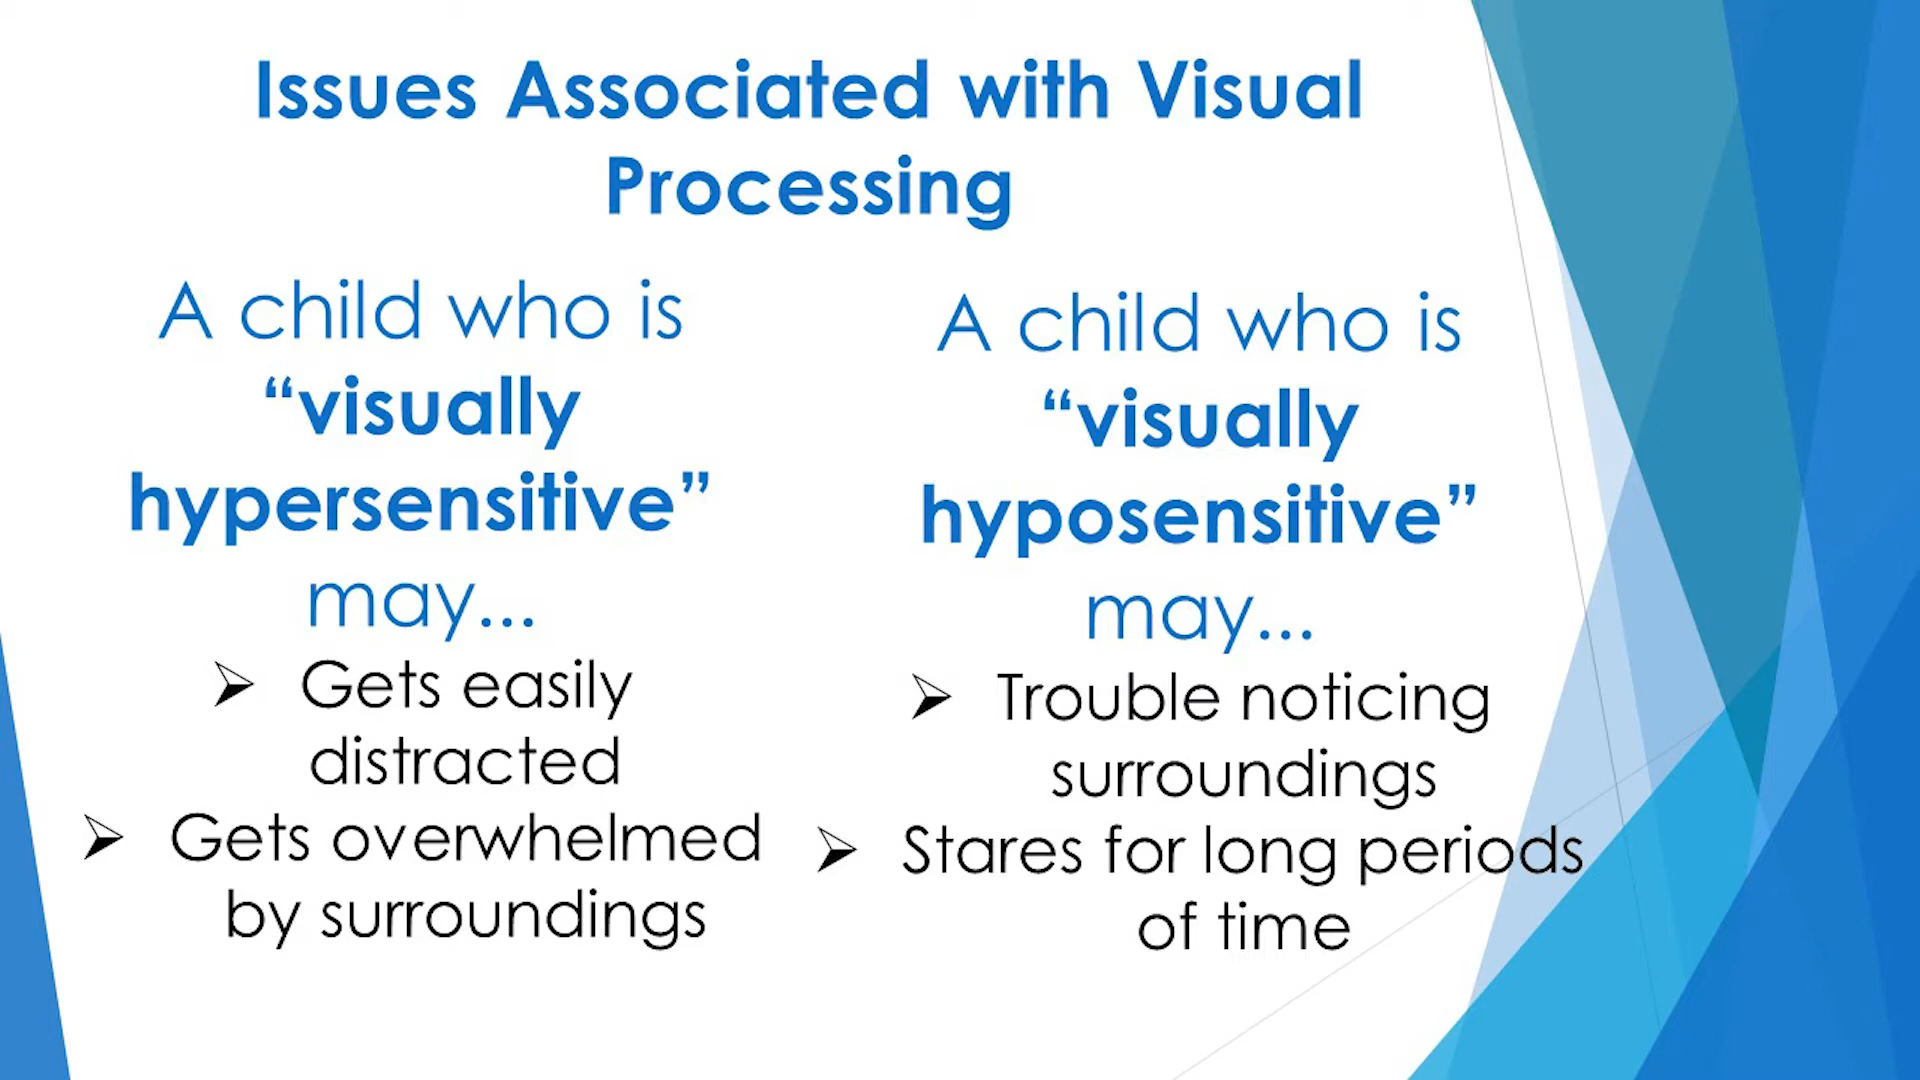 Issues Associated with Visual
Processing
A child who is
“visually
hypersensitive”
may...
➢ Gets easily
distracted
➢ Gets overwhelmed
by surroundings
A child who is
“visually
hyposensitive”
may...
➢ Trouble noticing
surroundings
➢ Stares for long periods
of time